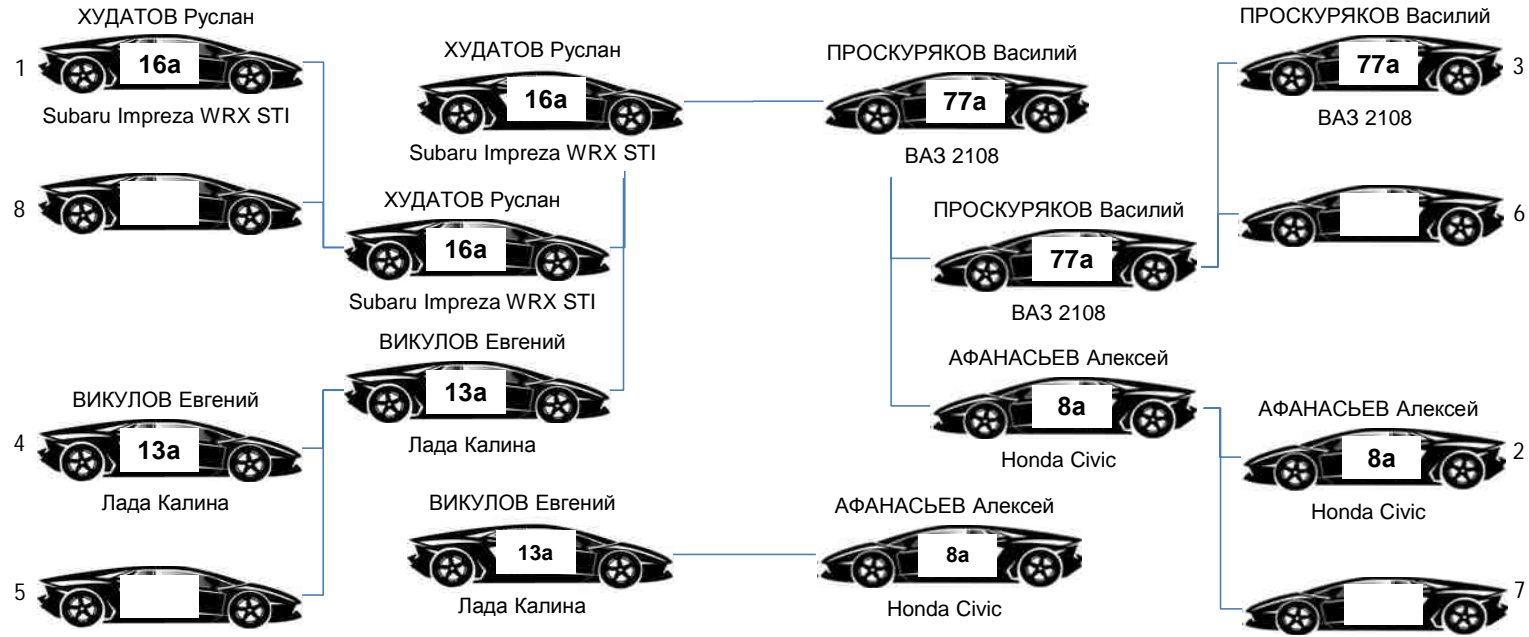 ХУДАТОВ Руслан
1
16а
Subaru Impreza WRX STI
8
ХУДАТОВ Руслан
16а
Subaru Impreza WRX STI
ХУДАТОВ Руслан
16а
Subaru Impreza WRX STI
ВИКУЛОВ Евгений
13а
Лада Калина
ВИКУЛОВ Евгений
4
13а
Лада Калина
5
ВИКУЛОВ Евгений
13а
Лада Калина
ПРОСКУРЯКОВ Василий
77а
ВАЗ 2108
ПРОСКУРЯКОВ Василий
77а
ВАЗ 2108
АФАНАСЬЕВ Алексей
8а
Honda Civic
АФАНАСЬЕВ Алексей
8а
Honda Civic
ПРОСКУРЯКОВ Василий
77а
3
ВАЗ 2108
6
АФАНАСЬЕВ Алексей
8а
2
Honda Civic
7